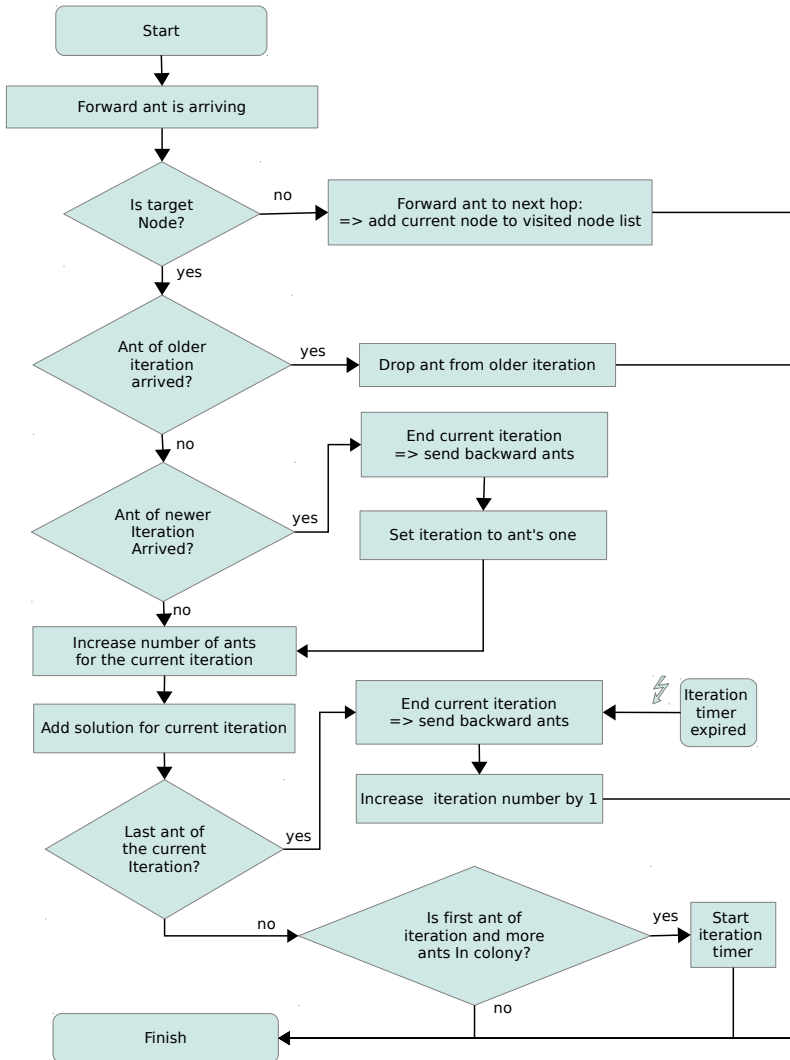 Start
Forward ant is arriving
Is target
Node?
no
Forward ant to next hop:
=> add current node to visited node list
yes
Ant of older
iteration
arrived?
yes
Drop ant from older iteration
no
End current iteration
=> send backward ants
Ant of newer
Iteration
Arrived?
yes
Set iteration to ant's one
no
Increase number of ants
for the current iteration
Add solution for current iteration
End current iteration
=> send backward ants
Iteration
timer
expired
Increase  iteration number by 1
Last ant of
the current
Iteration?
yes
no
Is first ant of
iteration and more
ants In colony?
yes
Start
iteration
timer
no
Finish